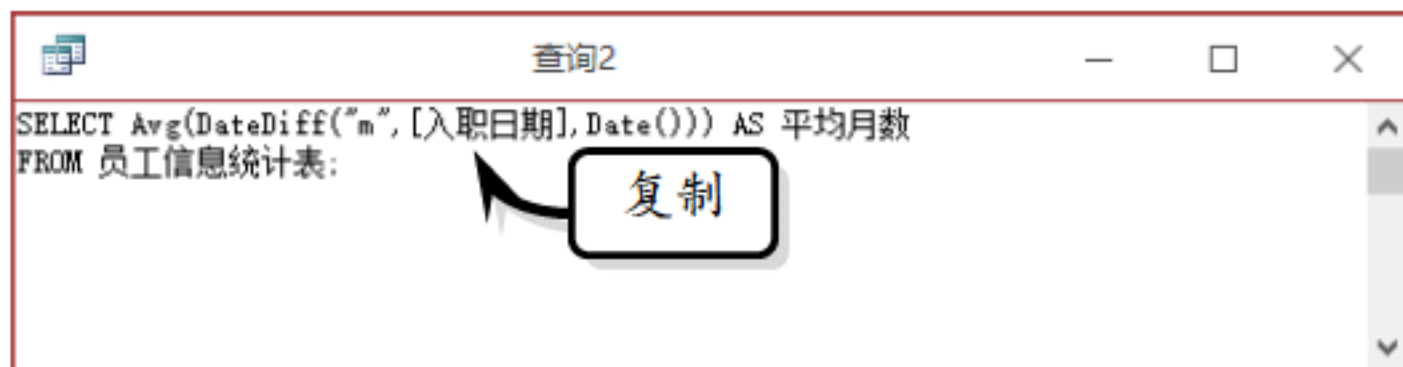 查询2
SELECT Avg(DateDiff("m",[入职日期],Date())) AS 平均月数
FROM 员工信息统计表;
复制